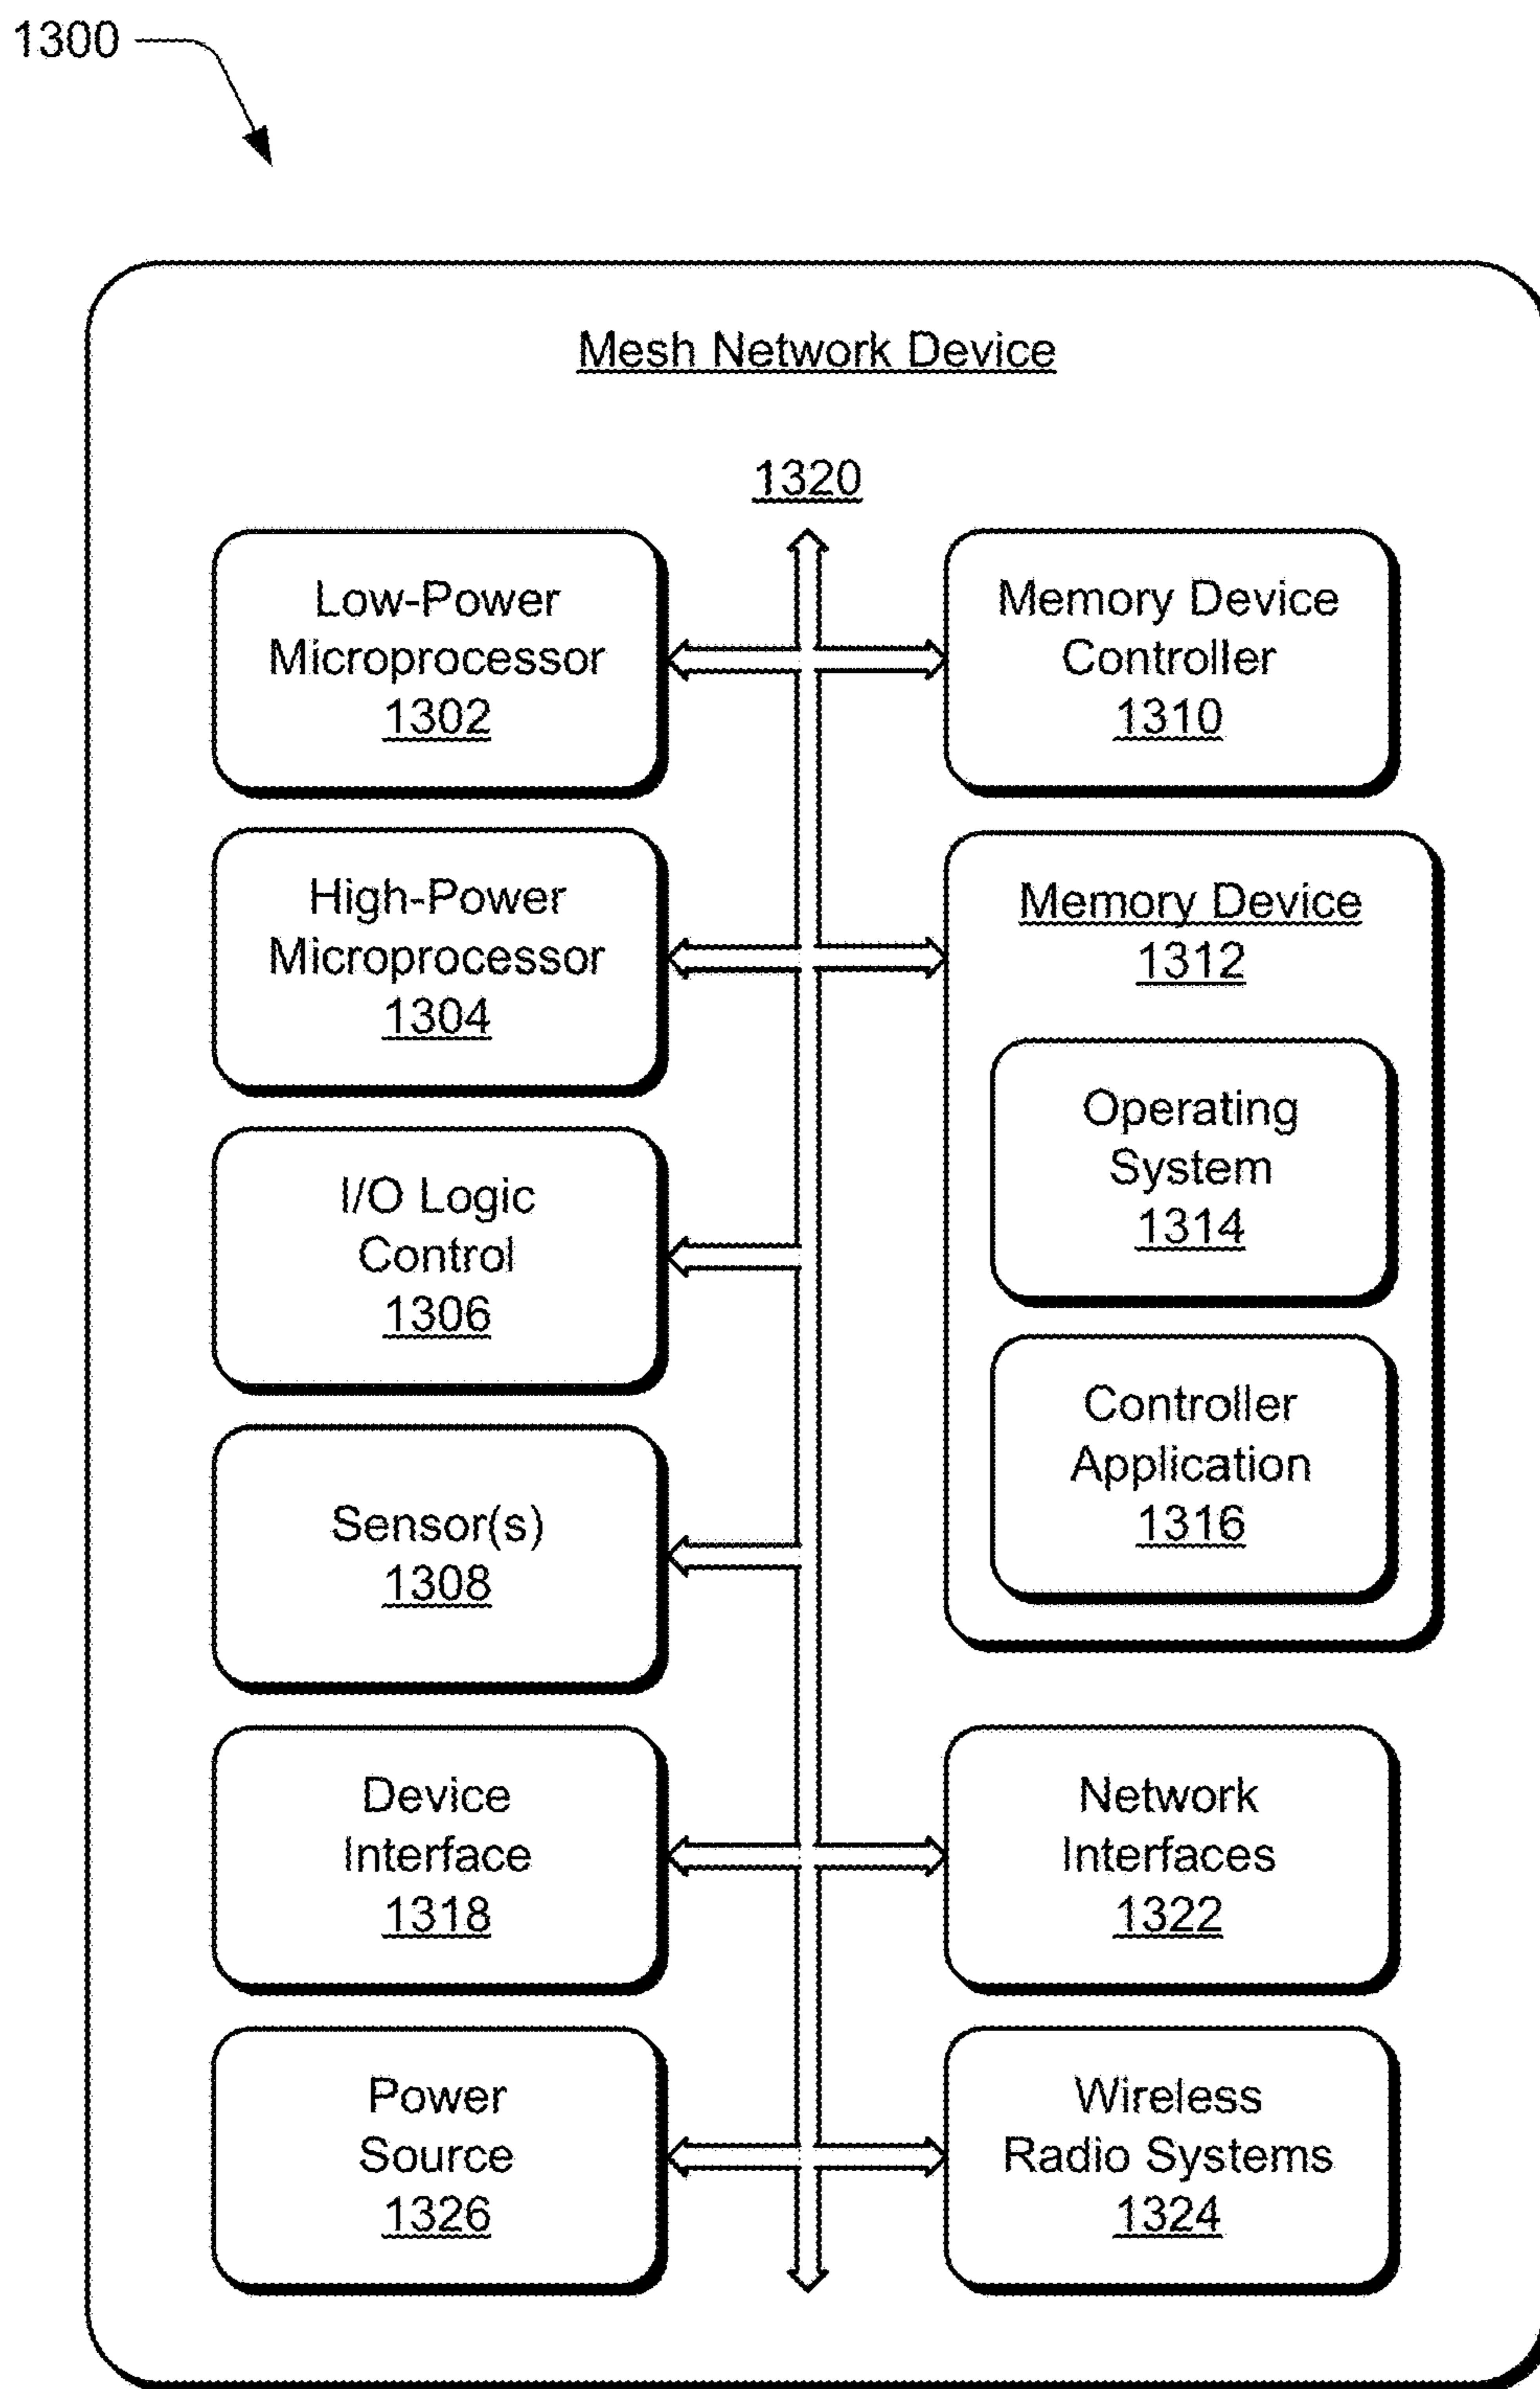 1300
Mesh Network Device
1320
Low-Power
Microprocessor
1302
Memory Device
Controller
1310
High-Power
Microprocessor
1304
Memory Device
1312
Operating
System
1314
I/O Logic
Control
1306
Controller
Application
1316
Sensor(s)
1308
Device
Interface
1318
Network
Interfaces
1322
Power
Source
1326
Wireless
Radio Systems
1324